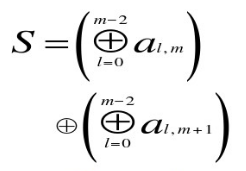 S = ( ⊕_{l=0}^{m-2} a_{l,m} )
⊕ ( ⊕_{l=0}^{m-2} a_{l,m+1} )